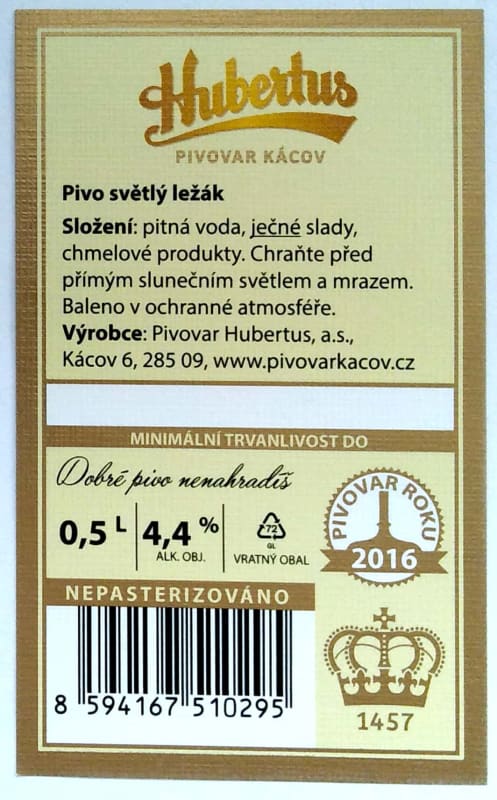 Hubertus
PIVOVAR KÁCOV
Pivo světlý ležák
Složení: pitná voda, ječné slady,
chmelové produkty. Chraňte před
přímým slunečním světlem a mrazem.
Baleno v ochranné atmosféře.
Výrobce: Pivovar Hubertus, a.s.,
Kácov 6, 285 09, www.pivovarkacov.cz
MINIMÁLNÍ TRVANLIVOST DO
Dobré pivo nenahradíš
0,5 L
4,4 %
ALK. OBJ.
72
GL
VRATNÝ OBAL
PIVOVAR ROKU
2016
NEPASTERIZOVÁNO
8 594167 510295
1457